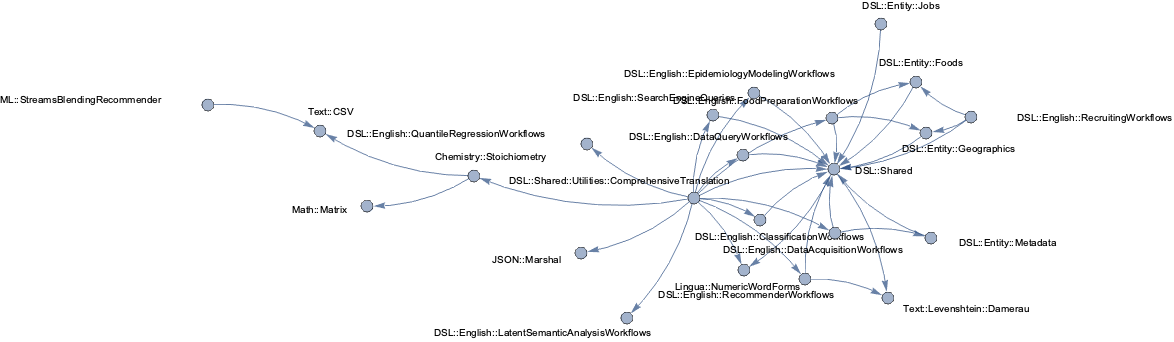 DSL::Entity::Jobs
DSL::Entity::Foods
DSL::English::EpidemiologyModelingWorkflows
DSL::English::SearchEngineQueries
DSL::English::FoodPreparationWorkflows
ML::StreamsBlendingRecommender
Text::CSV
DSL::English::RecruitingWorkflows
DSL::English::QuantileRegressionWorkflows
DSL::English::DataQueryWorkflows
DSL::Entity::Geographics
Chemistry::Stoichiometry
DSL::Shared
DSL::Shared::Utilities::ComprehensiveTranslation
Math::Matrix
DSL::English::ClassificationWorkflows
DSL::Entity::Metadata
DSL::English::DataAcquisitionWorkflows
JSON::Marshal
Lingua::NumericWordForms
DSL::English::RecommenderWorkflows
Text::Levenshtein::Damerau
DSL::English::LatentSemanticAnalysisWorkflows